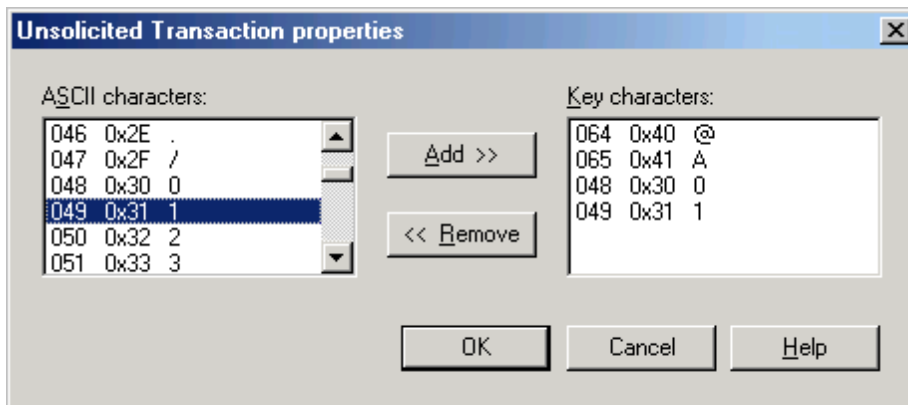 Unsolicited Transaction properties
ASCII characters:
046 0x2E .
047 0x2F /
048 0x30 0
049 0x31 1
050 0x32 2
051 0x33 3
Add >>
<< Remove
Key characters:
064 0x40 @
065 0x41 A
048 0x30 0
049 0x31 1
OK
Cancel
Help